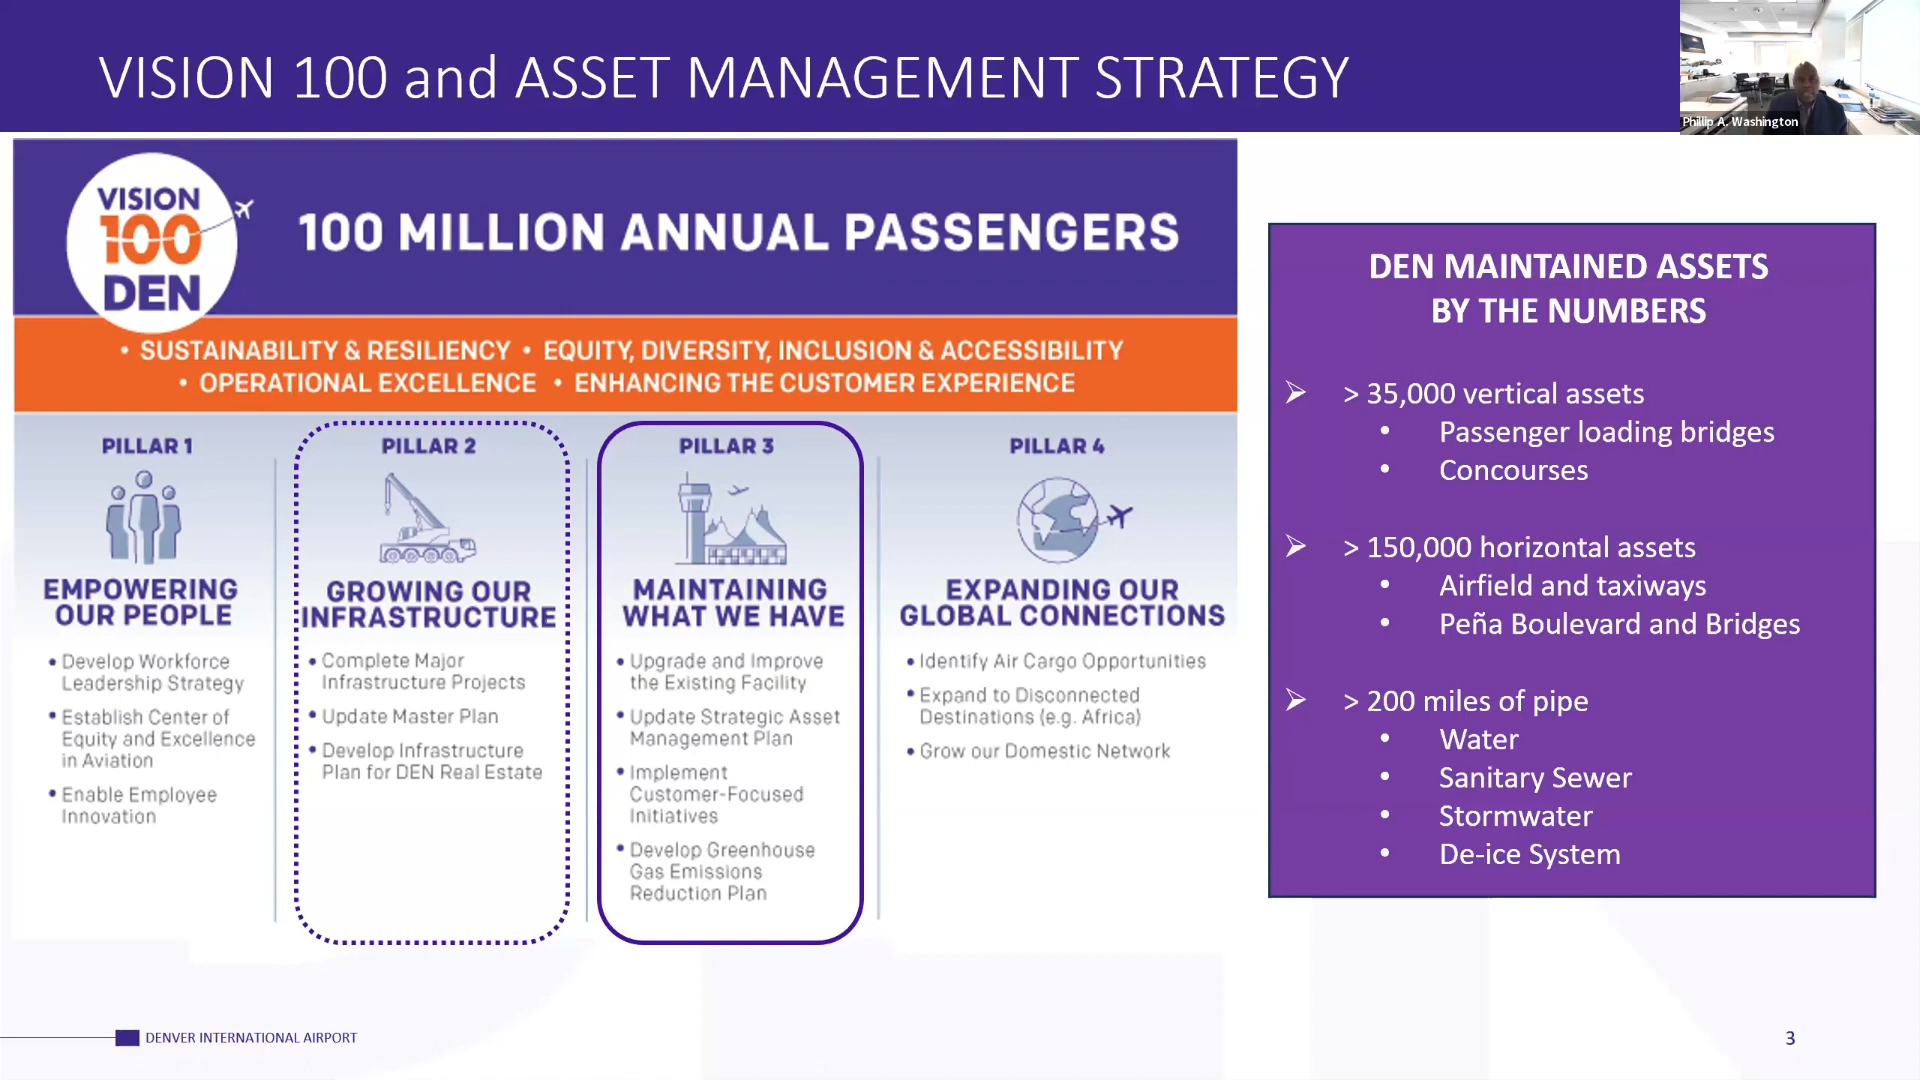 VISION 100 and ASSET MANAGEMENT STRATEGY
Phillip A. Washington
VISION
100
DEN
100 MILLION ANNUAL PASSENGERS
• SUSTAINABILITY & RESILIENCY • EQUITY, DIVERSITY, INCLUSION & ACCESSIBILITY
• OPERATIONAL EXCELLENCE • ENHANCING THE CUSTOMER EXPERIENCE
PILLAR 1
EMPOWERING
OUR PEOPLE
• Develop Workforce
Leadership Strategy
• Establish Center of
Equity and Excellence
in Aviation
• Enable Employee
Innovation
PILLAR 2
GROWING OUR
INFRASTRUCTURE
• Complete Major
Infrastructure Projects
• Update Master Plan
• Develop Infrastructure
Plan for DEN Real Estate
PILLAR 3
MAINTAINING
WHAT WE HAVE
• Upgrade and Improve
the Existing Facility
• Update Strategic Asset
Management Plan
• Implement
Customer-Focused
Initiatives
• Develop Greenhouse
Gas Emissions
Reduction Plan
PILLAR 4
EXPANDING OUR
GLOBAL CONNECTIONS
• Identify Air Cargo Opportunities
• Expand to Disconnected
Destinations (e.g. Africa)
• Grow our Domestic Network
DEN MAINTAINED ASSETS
BY THE NUMBERS
➢ > 35,000 vertical assets
• Passenger loading bridges
• Concourses
➢ > 150,000 horizontal assets
• Airfield and taxiways
• Peña Boulevard and Bridges
➢ > 200 miles of pipe
• Water
• Sanitary Sewer
• Stormwater
• De-ice System
DENVER INTERNATIONAL AIRPORT
3